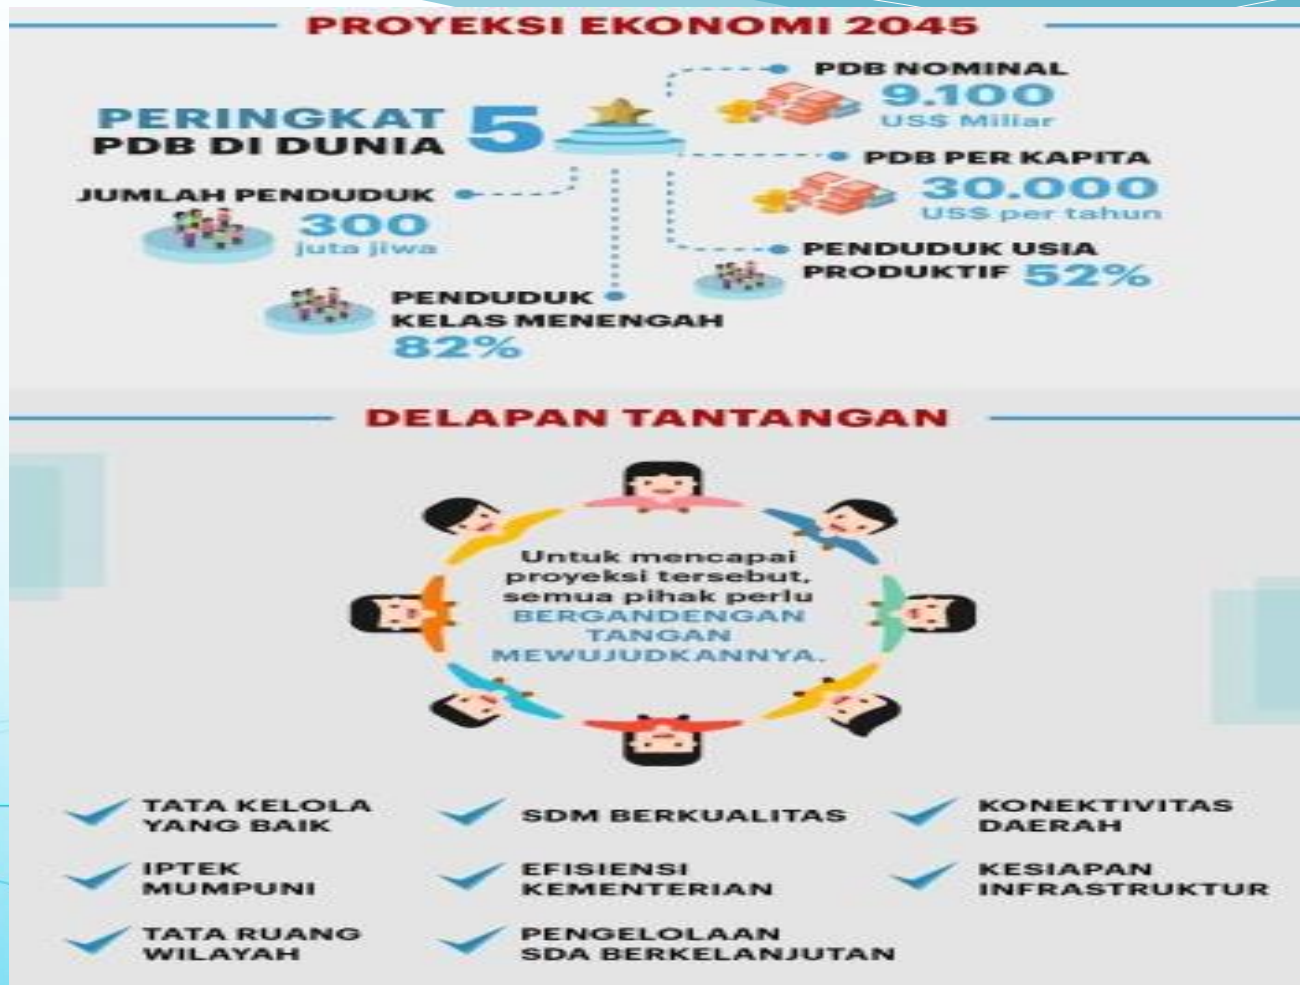 PROYEKSI EKONOMI 2045
PERINGKAT
PDB DI DUNIA 5
PDB NOMINAL
9.100
US$ Miliar
PDB PER KAPITA
30.000
US$ per tahun
JUMLAH PENDUDUK
300
juta jiwa
PENDUDUK USIA
PRODUKTIF 52%
PENDUDUK
KELAS MENENGAH
82%
DELAPAN TANTANGAN
Untuk mencapai
proyeksi tersebut,
semua pihak perlu
BERGANDENGAN
TANGAN
MEWUJUDKANNYA.
TATA KELOLA
YANG BAIK
SDM BERKUALITAS
KONEKTIVITAS
DAERAH
IPTEK
MUMPUNI
EFISIENSI
KEMENTERIAN
KESIAPAN
INFRASTRUKTUR
TATA RUANG
WILAYAH
PENGELOLAAN
SDA BERKELANJUTAN